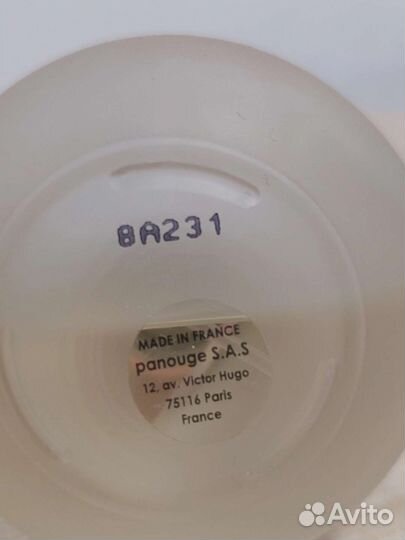 8A231
MADE IN FRANCE
panouge S.A.S
12, av. Victor Hugo
75116 Paris
France
Avito